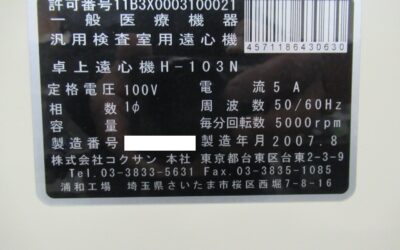 許可番号11B3X0003100021
一般医療機器
汎用検査室用遠心機
4571186430630
卓上遠心機H-103N
定格電圧 100V 電流 5A
相数 1φ 周波数 50/60Hz
容量 毎分回転数 5000rpm
製造番号 製造年月 2007.8
株式会社コクサン 本社 東京都台東区台東2-3-9
Tel.03-3833-5631 Fax.03-3835-1085
浦和工場 埼玉県さいたま市桜区西堀7-8-16